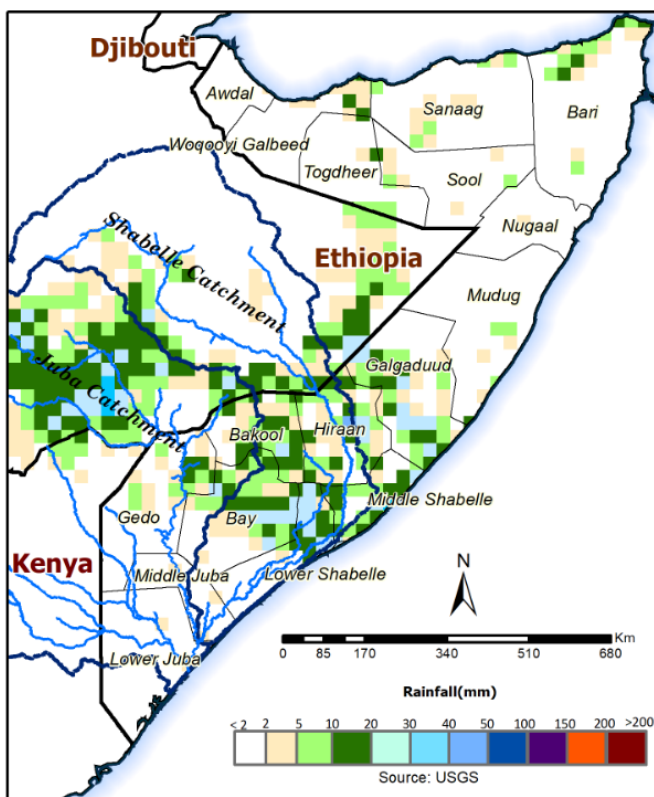 Djibouti
Awdal
Sanaag
Bari
Woqooyi Galbeed
Togdheer
Sool
Nugaal
Shabelle Catchment
Ethiopia
Mudug
Galgaduud
Juba Catchment
Bakool
Hiraan
Middle Shabelle
Gedo
Bay
Kenya
Middle Juba
Lower Shabelle
N
Lower Juba
Km
0 85 170 340 510 680
Rainfall(mm)
< 2 2 5 10 20 30 40 50 100 150 200 >200
Source: USGS